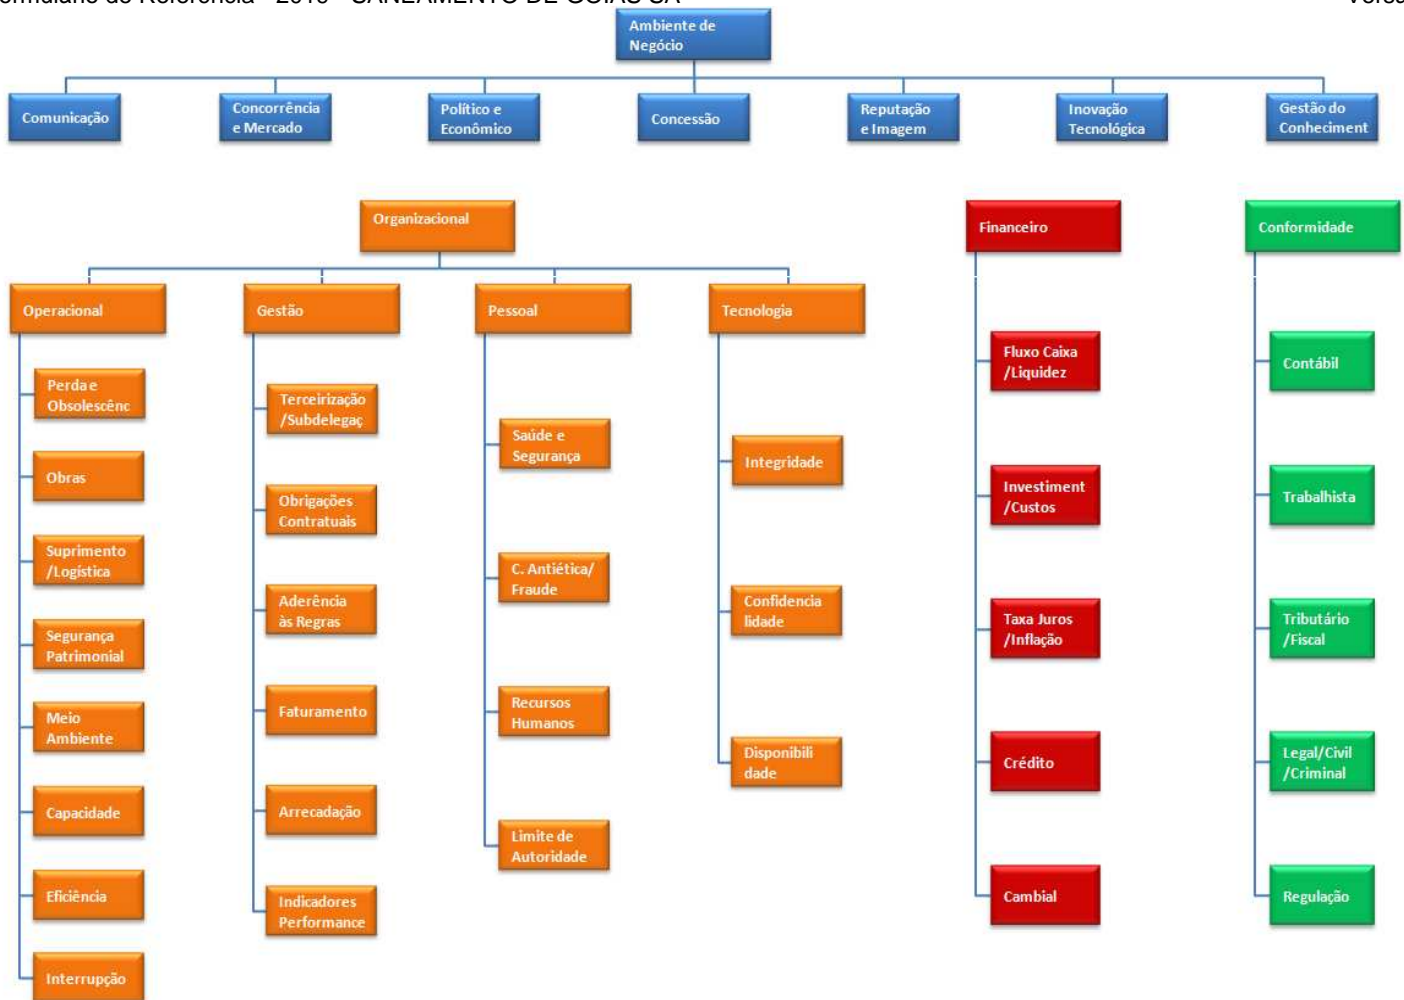 Ambiente de
Negócio
Comunicação
Concorrência
e Mercado
Político e
Econômico
Concessão
Reputação
e Imagem
Inovação
Tecnológica
Gestão do
Conheciment
Organizacional
Operacional
Perda e
Obsolescênc
Obras
Suprimento
/Logística
Segurança
Patrimonial
Meio
Ambiente
Capacidade
Eficiência
Interrupção
Gestão
Terceirização
/Subdelegaç
Obrigações
Contratuais
Aderência
às Regras
Faturamento
Arrecadação
Indicadores
Performance
Pessoal
Saúde e
Segurança
C. Antiética/
Fraude
Recursos
Humanos
Limite de
Autoridade
Tecnologia
Integridade
Confidencia
lidade
Disponibili
dade
Financeiro
Fluxo Caixa
/Liquidez
Investiment
/Custos
Taxa Juros
/Inflação
Crédito
Cambial
Conformidade
Contábil
Trabalhista
Tributário
/Fiscal
Legal/Civil
/Criminal
Regulação